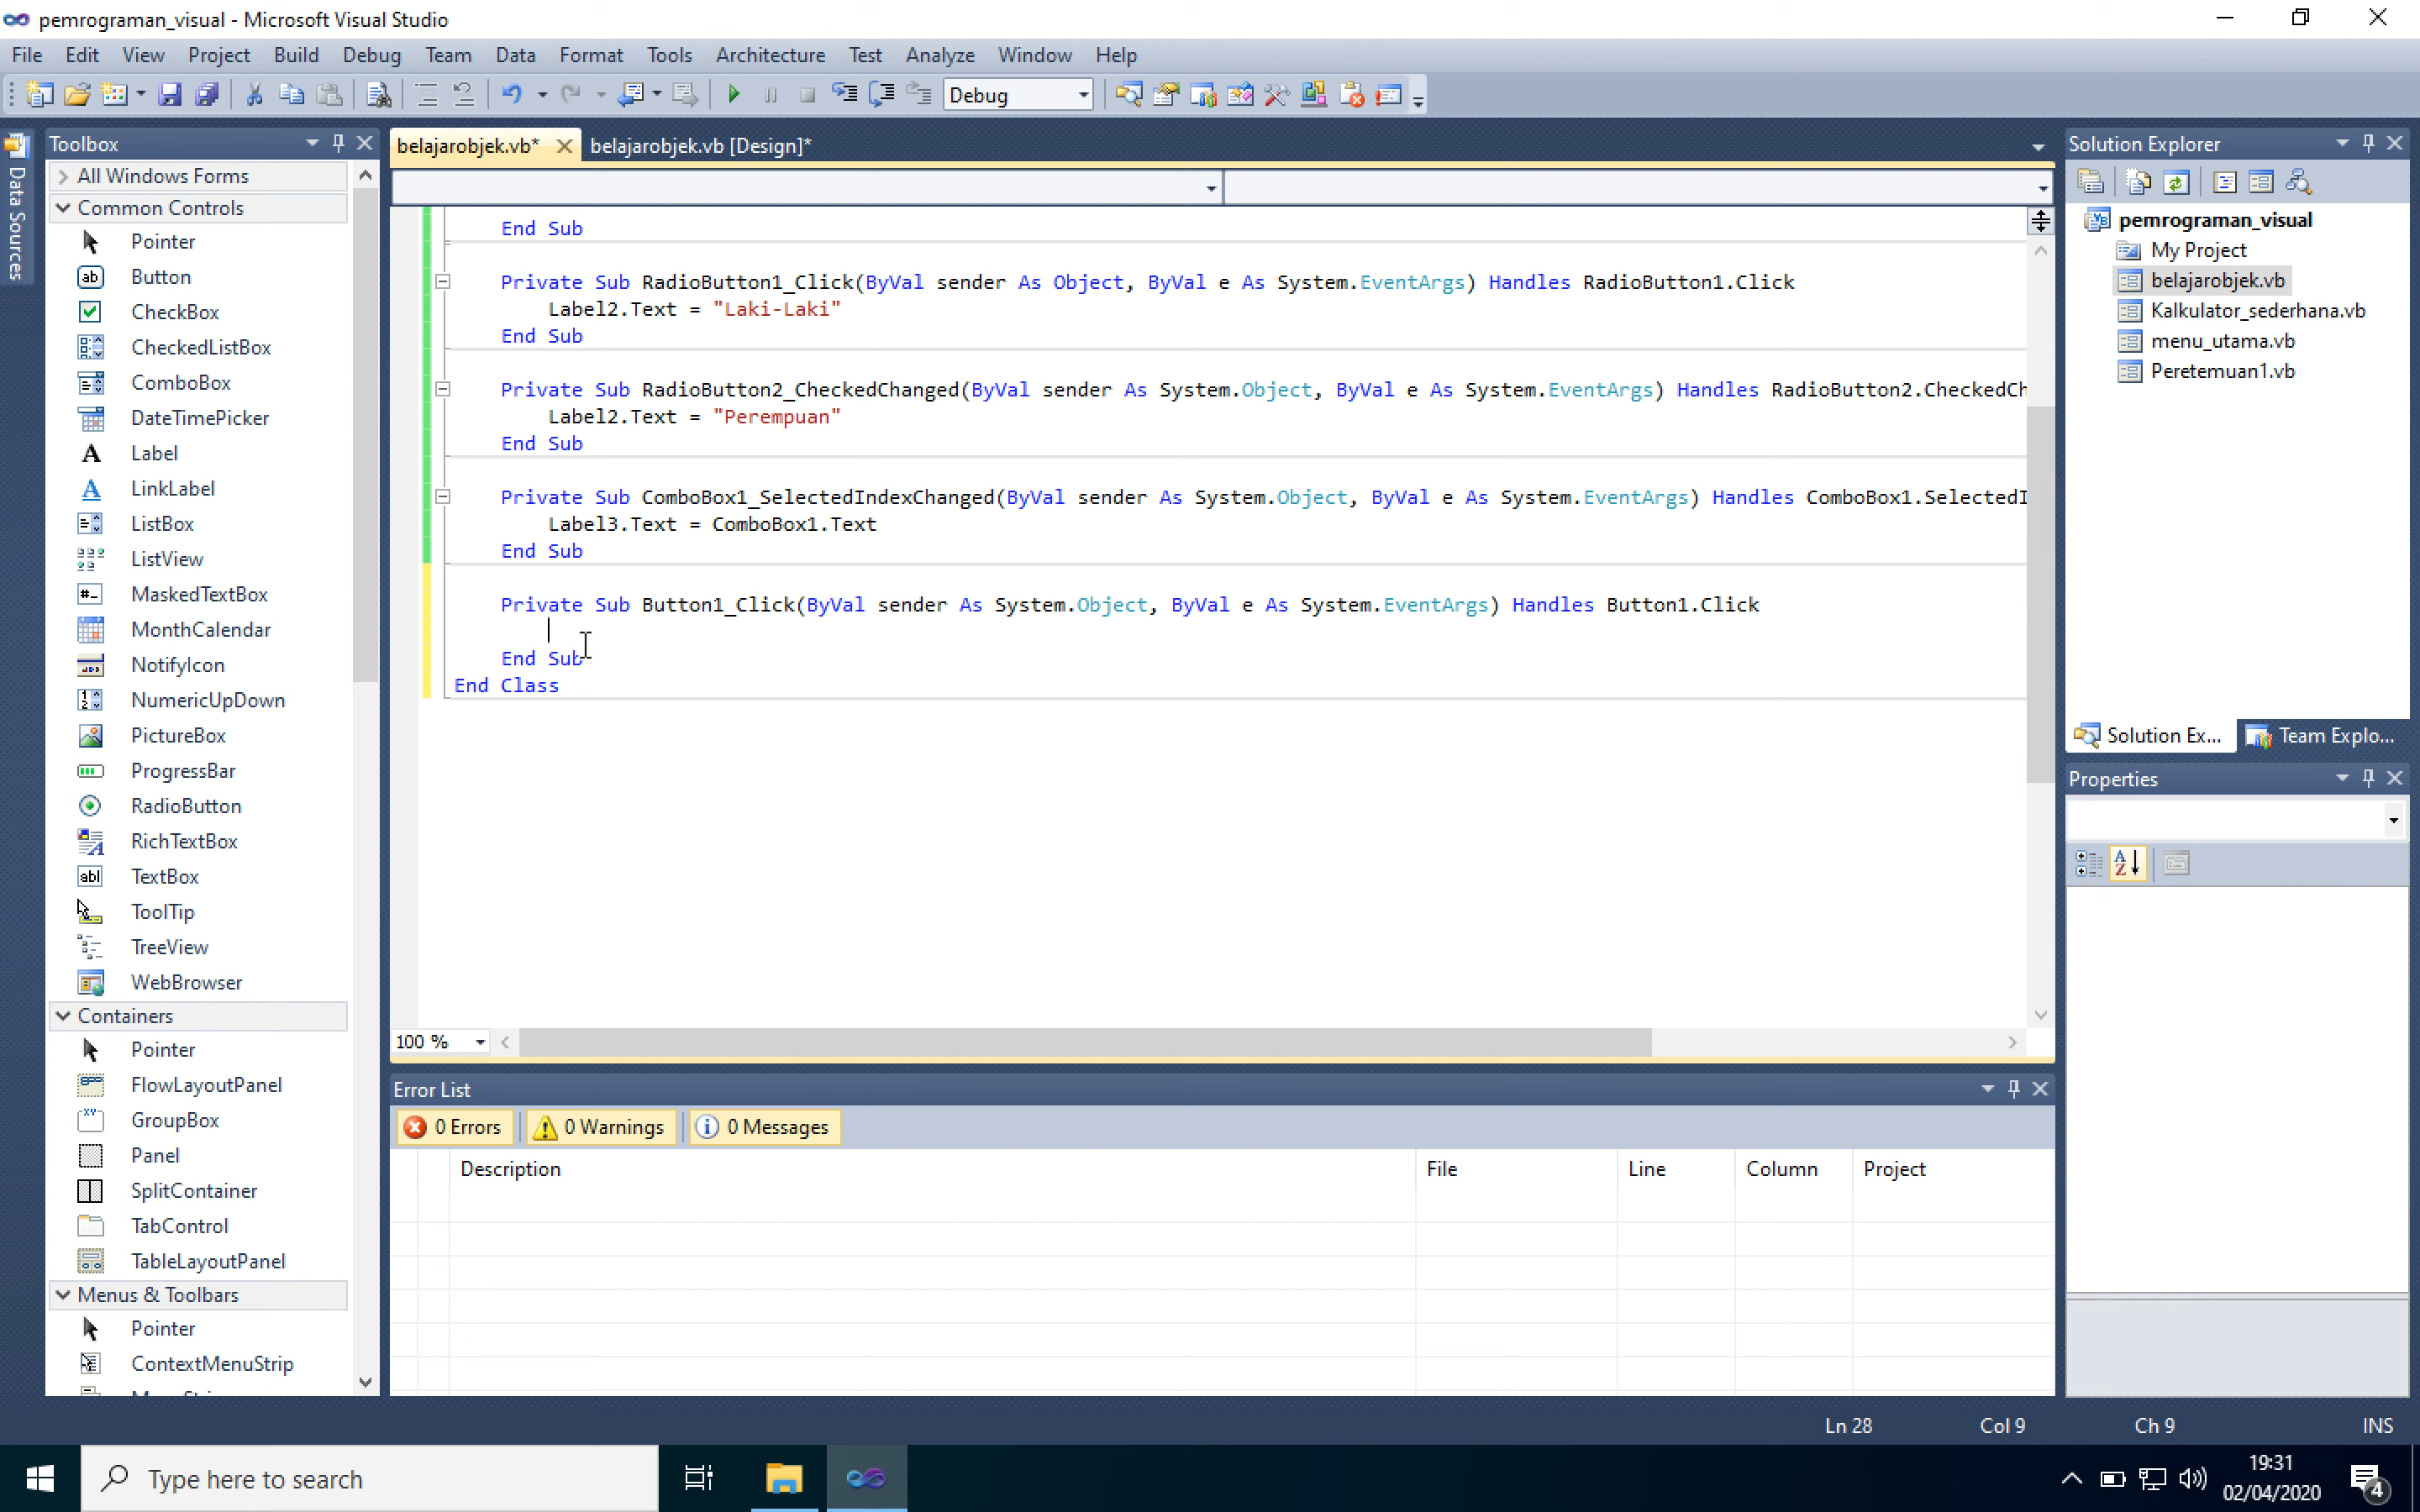 pemrograman_visual - Microsoft Visual Studio
File Edit View Project Build Debug Team Format Data Tools Architecture Test Analyze Window Help
Debug
Data Sources
Toolbox
All Windows Forms
Common Controls
Pointer
Button
CheckBox
CheckedListBox
ComboBox
DateTimePicker
Label
LinkLabel
ListBox
ListView
MaskedTextBox
MonthCalendar
NotifyIcon
NumericUpDown
PictureBox
ProgressBar
RadioButton
RichTextBox
TextBox
ToolTip
TreeView
WebBrowser
Containers
Pointer
FlowLayoutPanel
GroupBox
Panel
SplitContainer
TabControl
TableLayoutPanel
Menus & Toolbars
Pointer
ContextMenuStrip
belajarobjek.vb* belajarobjek.vb [Design]*
End Sub
Private Sub RadioButton1_Click(ByVal sender As Object, ByVal e As System.EventArgs) Handles RadioButton1.Click
Label2.Text = "Laki-Laki"
End Sub
Private Sub RadioButton2_CheckedChanged(ByVal sender As System.Object, ByVal e As System.EventArgs) Handles RadioButton2.CheckedCh
Label2.Text = "Perempuan"
End Sub
Private Sub ComboBox1_SelectedIndexChanged(ByVal sender As System.Object, ByVal e As System.EventArgs) Handles ComboBox1.SelectedI
Label3.Text = ComboBox1.Text
End Sub
Private Sub Button1_Click(ByVal sender As System.Object, ByVal e As System.EventArgs) Handles Button1.Click
End Sub
End Class
100 %
Error List
0 Errors 0 Warnings 0 Messages
Description File Line Column Project
Solution Explorer
pemrograman_visual
My Project
belajarobjek.vb
Kalkulator_sederhana.vb
menu_utama.vb
Peretemuan1.vb
Solution Ex... Team Explo...
Properties
Ln 28 Col 9 Ch 9 INS
Type here to search
19:31
02/04/2020
4